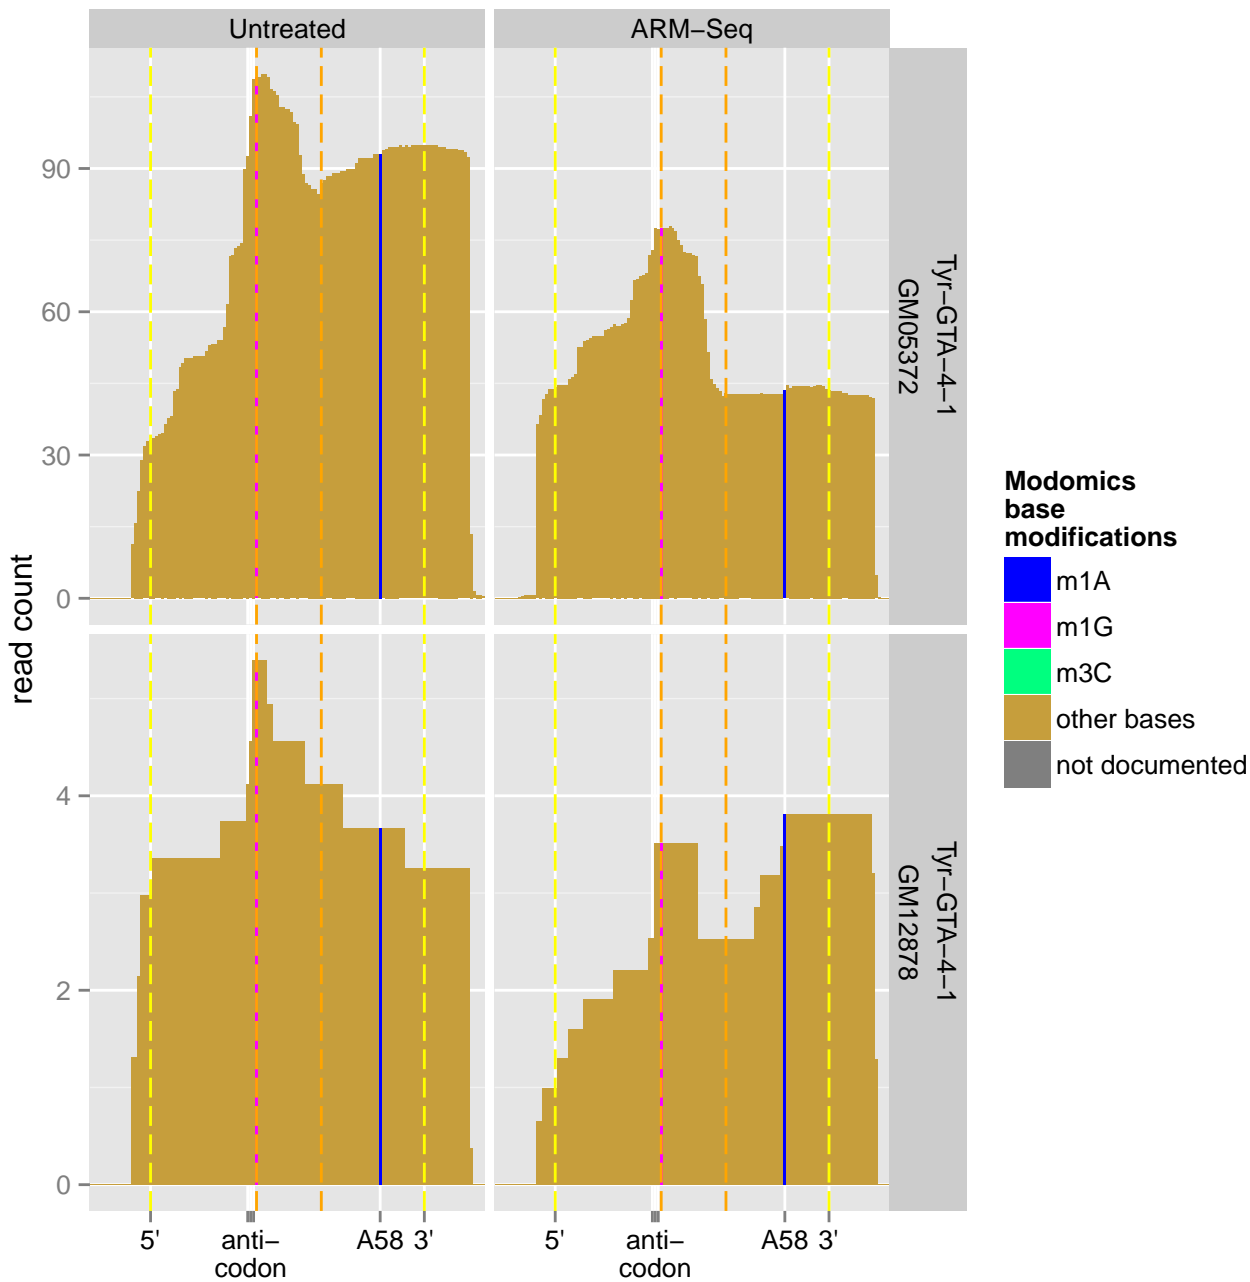 Untreated
ARM−Seq
90
60
30
0
Tyr−GTA−4−1
GM05372
read count
4
2
0
Tyr−GTA−4−1
GM12878
5'
anti−
codon
A58
3'
5'
anti−
codon
A58
3'
Modomics
base
modifications
m1A
m1G
m3C
other bases
not documented